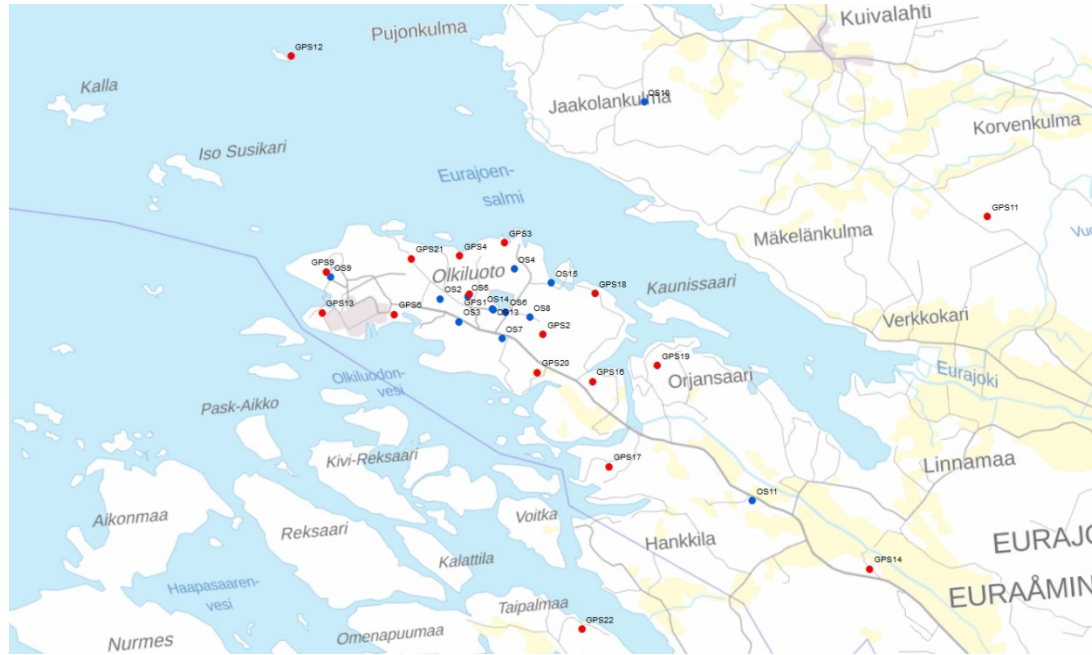 Kuivalahti
Pujonkulma
GPS12
Kalla
OS10
Jaakolankulma
Korvenkulma
Iso Susikari
Eurajoen-
salmi
GPS11
Mäkelänkulma
Vuo
GPS3
GPS4
GPS21
OS4
GPS9
OS9
Olkiluoto
OS15
Kaunissaari
OS5
GPS18
OS2
GPS1
OS14
OS6
GPS13
GPS6
OS3
OS13
OS8
Verkkokari
GPS2
OS7
GPS19
GPS20
GPS16
Orjansaari
Eurajoki
Olkiluodon-
vesi
Pask-Aikko
Kivi-Reksaari
GPS17
Linnamaa
OS11
Aikonmaa
Reksaari
Voitka
Hankkila
EURAJO
Kalattila
GPS14
Haapasaaren-
vesi
EURAÅMIN
Taipalmaa
GPS22
Nurmes
Omenapuumaa